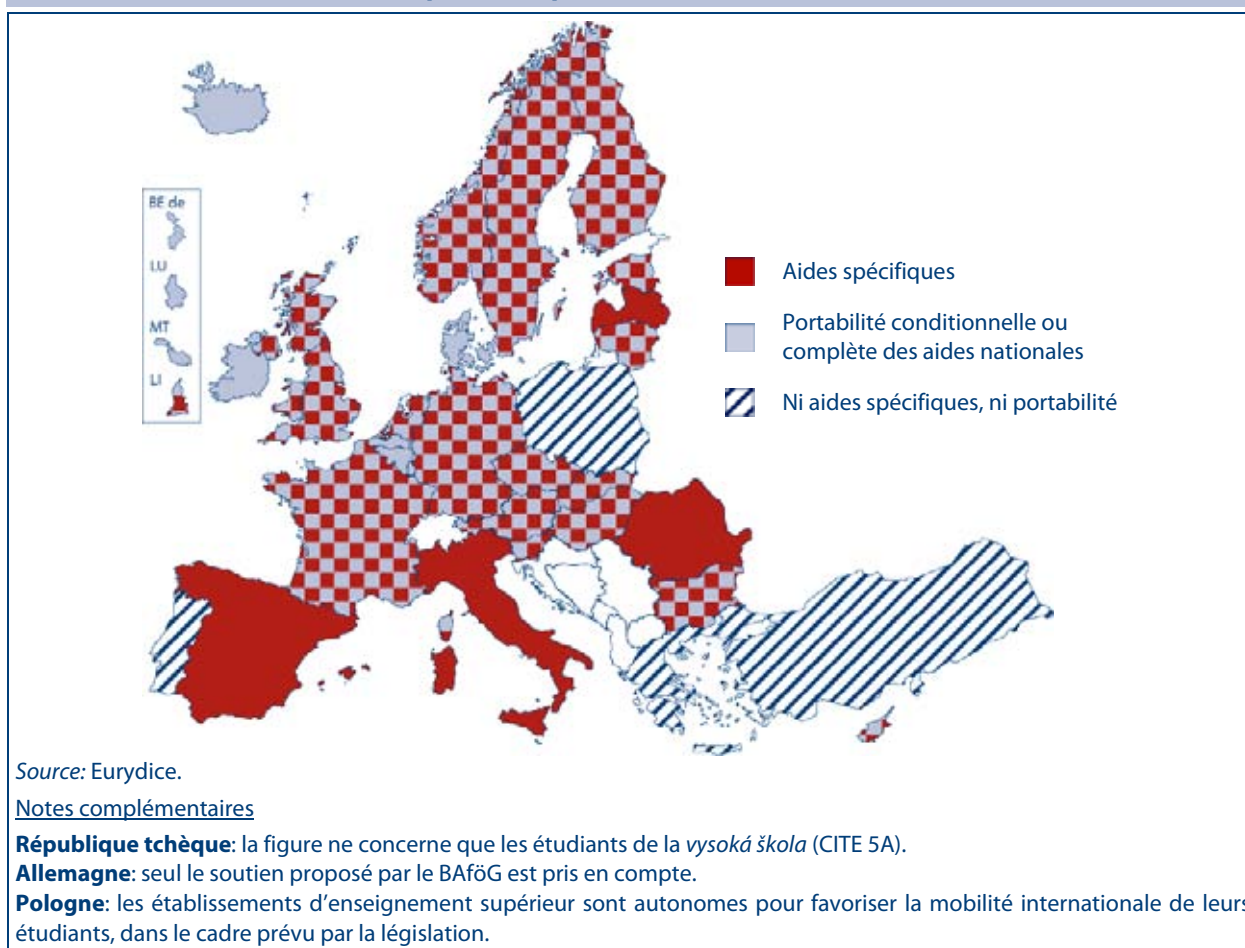 BE de
LU
MT
LI
Aides spécifiques
Portabilité conditionnelle ou
complète des aides nationales
Ni aides spécifiques, ni portabilité
Source: Eurydice.
Notes complémentaires
République tchèque: la figure ne concerne que les étudiants de la vysoká škola (CITE 5A).
Allemagne: seul le soutien proposé par le BAföG est pris en compte.
Pologne: les établissements d’enseignement supérieur sont autonomes pour favoriser la mobilité internationale de leurs
étudiants, dans le cadre prévu par la législation.